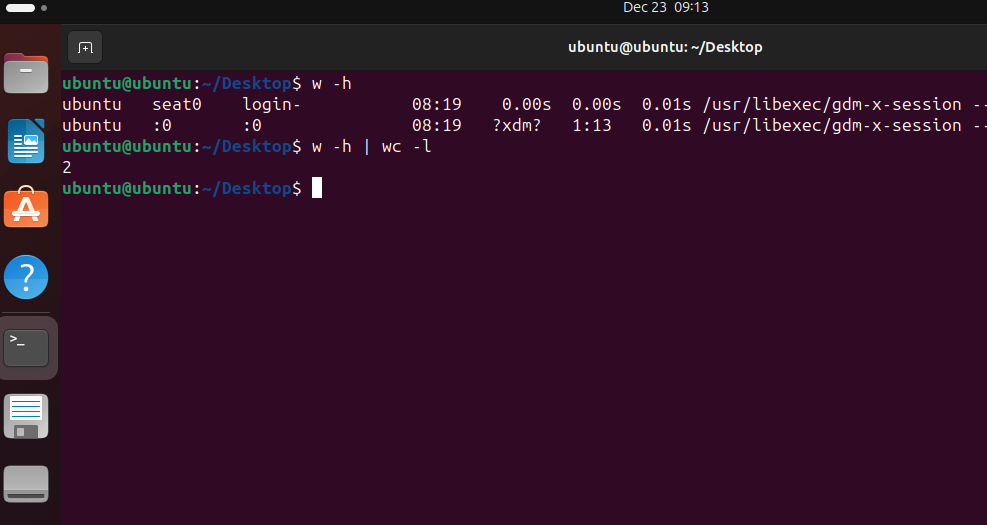 Dec 23 09:13
ubuntu@ubuntu: ~/Desktop
ubuntu@ubuntu:~/Desktop$ w -h
ubuntu   seat0    login-           08:19    0.00s  0.00s  0.01s /usr/libexec/gdm-x-session --
ubuntu   :0       :0               08:19   ?xdm?   1:13   0.01s /usr/libexec/gdm-x-session --
ubuntu@ubuntu:~/Desktop$ w -h | wc -l
2
ubuntu@ubuntu:~/Desktop$